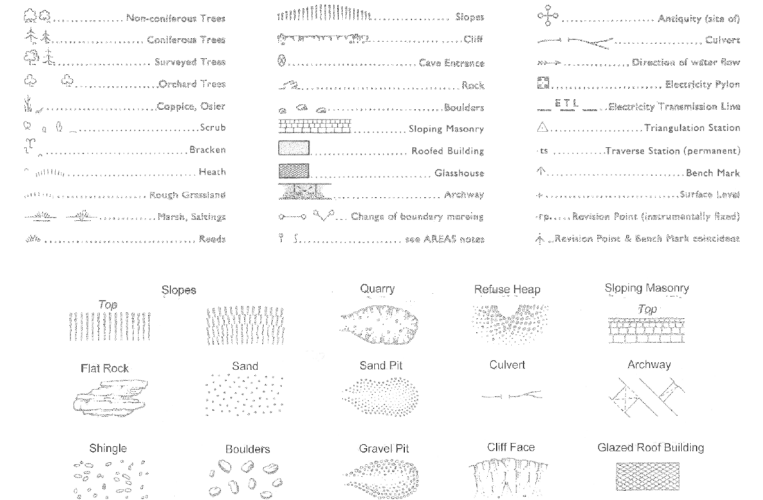 Non-coniferous Trees
Coniferous Trees
Surveyed Trees
Orchard Trees
Coppice, Osier
Scrub
Bracken
Heath
Rough Grassland
Marsh, Saltings
Reeds
Slopes
Cliff
Cave Entrance
Rock
Boulders
Sloping Masonry
Roofed Building
Glasshouse
Archway
Change of boundary mereing
see AREAS notes
Antiquity (site of)
Culvert
Direction of water flow
Electricity Pylon
ETL Electricity Transmission Line
Triangulation Station
ts Traverse Station (permanent)
Bench Mark
Surface Level
rp Revision Point (instrumentally fixed)
Revision Point & Bench Mark coincident
Slopes Quarry Refuse Heap Sloping Masonry
Top Top
Flat Rock Sand Sand Pit Culvert Archway
Shingle Boulders Gravel Pit Cliff Face Glazed Roof Building